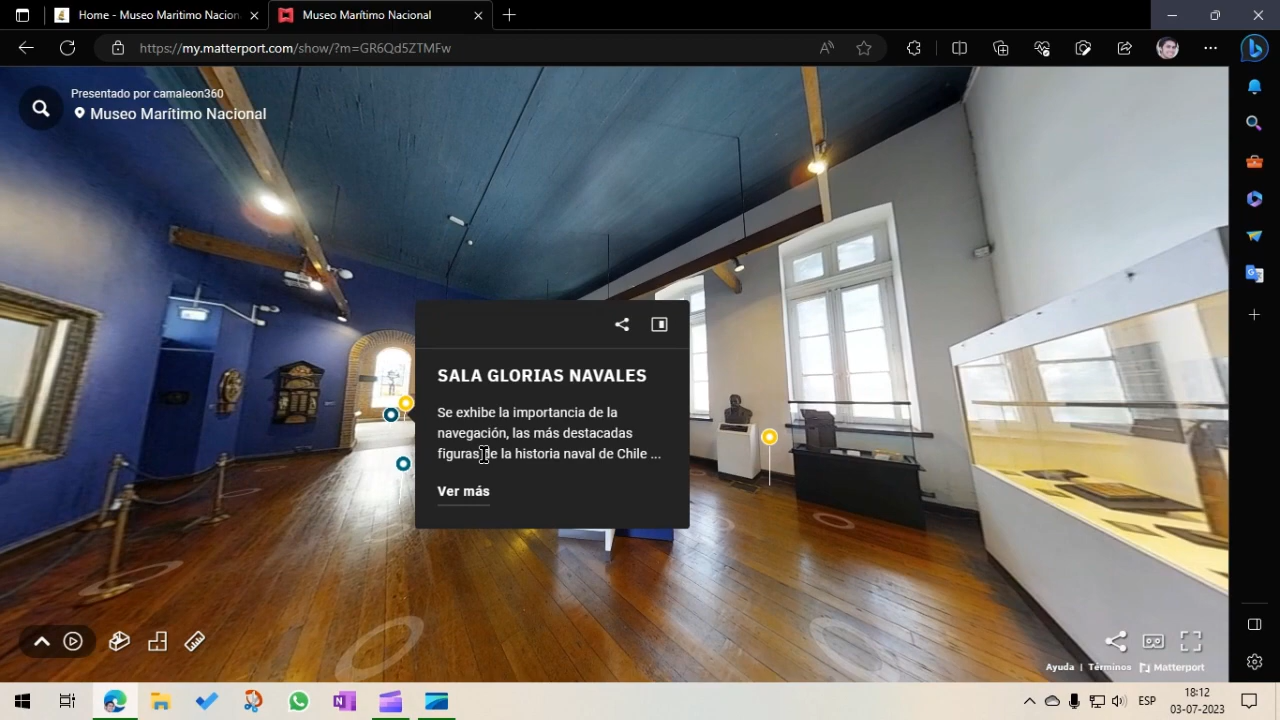 Home - Museo Maritimo Nacion
Museo Marítimo Nacional
https://my.matterport.com/show/?m=GR6Qd5ZTMFw
Presentado por camaleon360
Museo Marítimo Nacional
SALA GLORIAS NAVALES
Se exhibe la importancia de la
navegación, las más destacadas
figuras de la historia naval de Chile ...
Ver más
Ayuda | Términos Matterport
ESP
18:12
03-07-2023